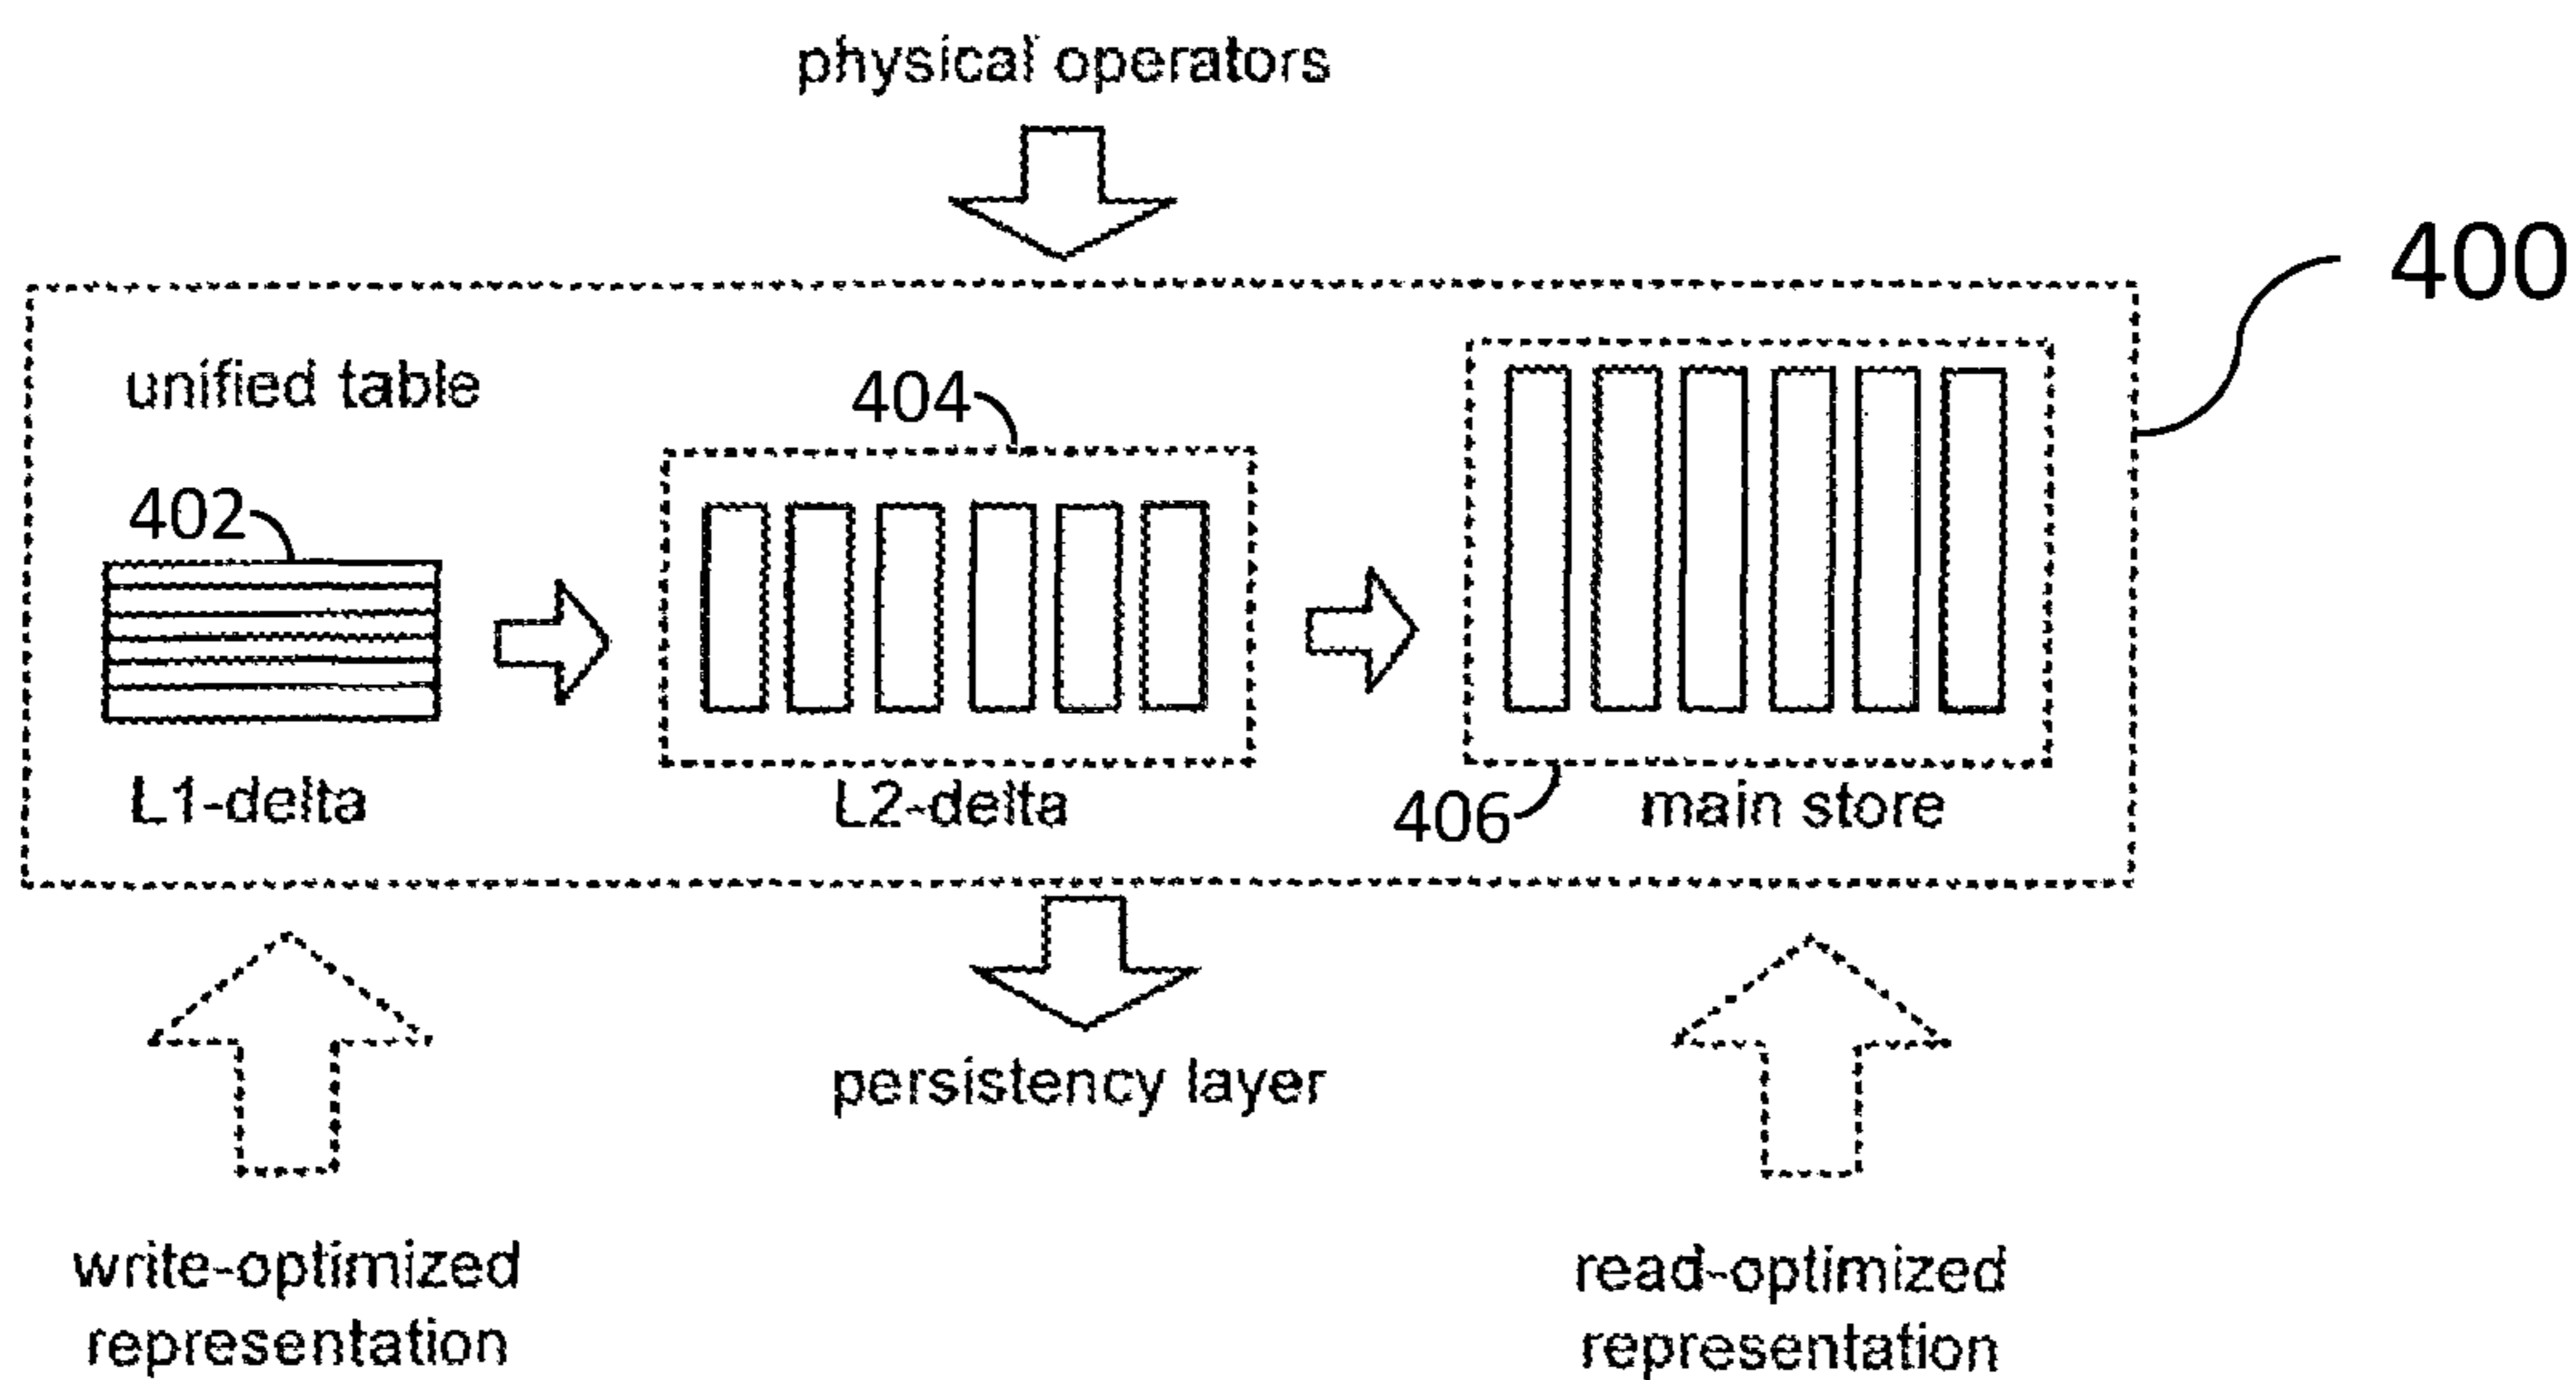 physical operators
400
unified table
404
402
L1-delta
L2-delta
406
main store
persistency layer
write-optimized
representation
read-optimized
representation